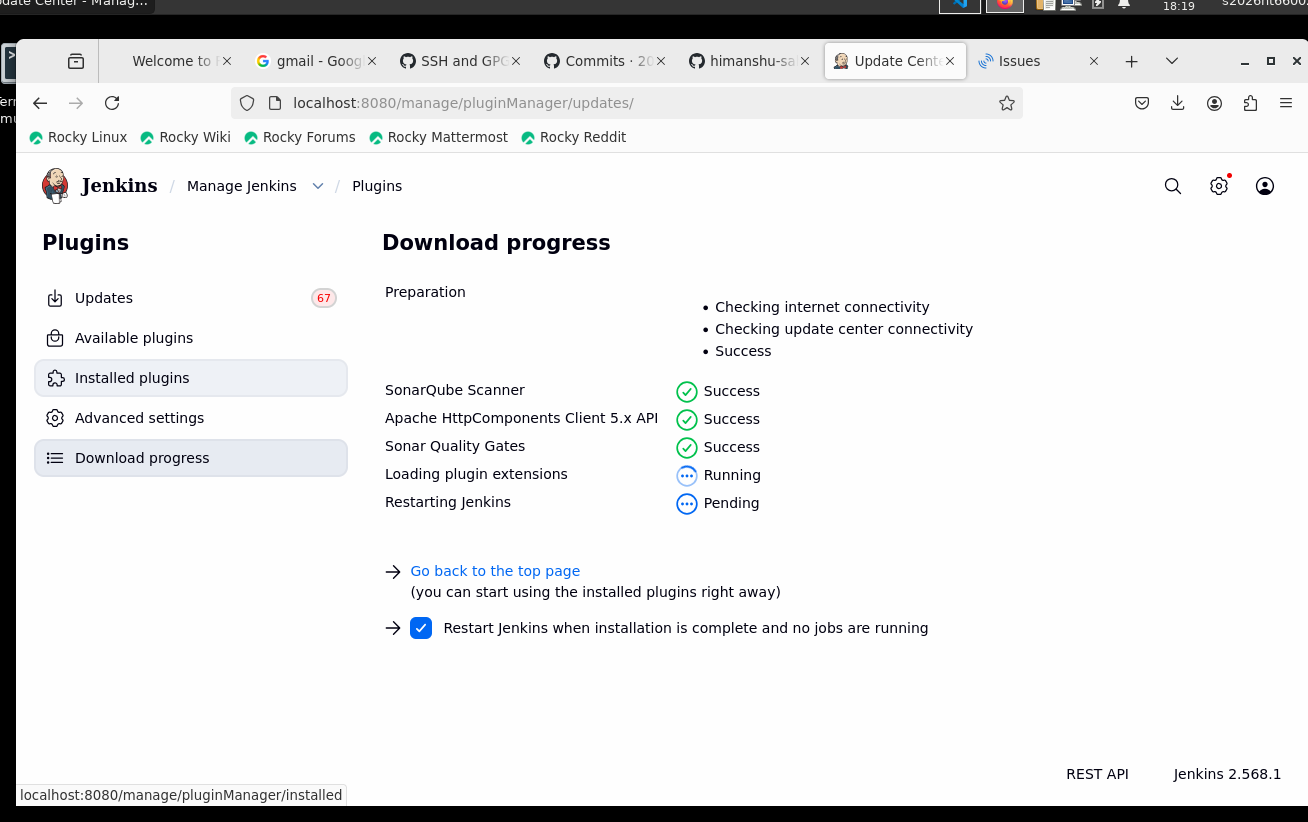 pdate Center - Manag...
18:19
Welcome to
gmail - Goog
SSH and GPG
Commits · 20
himanshu-sa
Update Cent
Issues
localhost:8080/manage/pluginManager/updates/
Rocky Linux
Rocky Wiki
Rocky Forums
Rocky Mattermost
Rocky Reddit
Jenkins / Manage Jenkins / Plugins
Plugins
Updates 67
Available plugins
Installed plugins
Advanced settings
Download progress
Download progress
Preparation
• Checking internet connectivity
• Checking update center connectivity
• Success
SonarQube Scanner Success
Apache HttpComponents Client 5.x API Success
Sonar Quality Gates Success
Loading plugin extensions Running
Restarting Jenkins Pending
Go back to the top page
(you can start using the installed plugins right away)
Restart Jenkins when installation is complete and no jobs are running
REST API Jenkins 2.568.1
localhost:8080/manage/pluginManager/installed